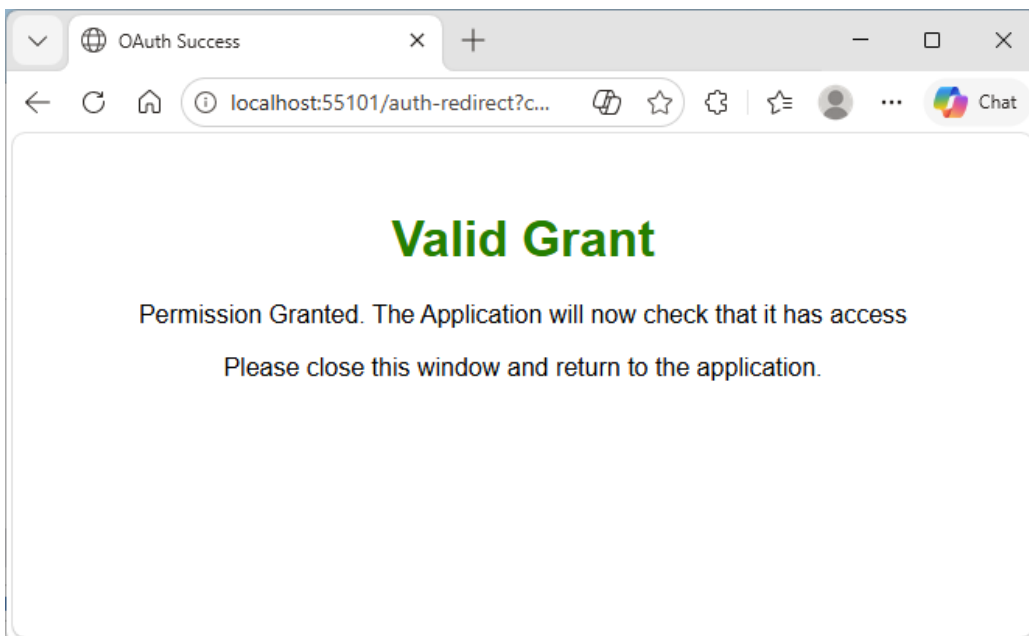 OAuth Success
localhost:55101/auth-redirect?c...
Chat
Valid Grant
Permission Granted. The Application will now check that it has access
Please close this window and return to the application.